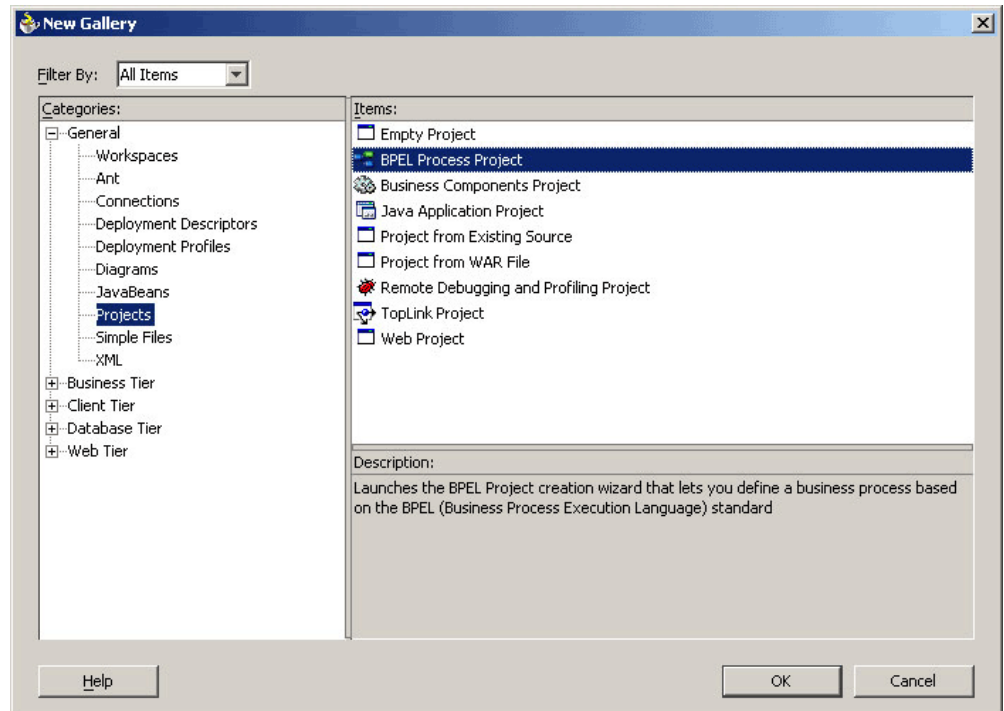 New Gallery
Filter By: All Items
Categories:
General
Workspaces
Ant
Connections
Deployment Descriptors
Deployment Profiles
Diagrams
JavaBeans
Projects
Simple Files
XML
Business Tier
Client Tier
Database Tier
Web Tier
Items:
Empty Project
BPEL Process Project
Business Components Project
Java Application Project
Project from Existing Source
Project from WAR File
Remote Debugging and Profiling Project
TopLink Project
Web Project
Description:
Launches the BPEL Project creation wizard that lets you define a business process based
on the BPEL (Business Process Execution Language) standard
Help OK Cancel